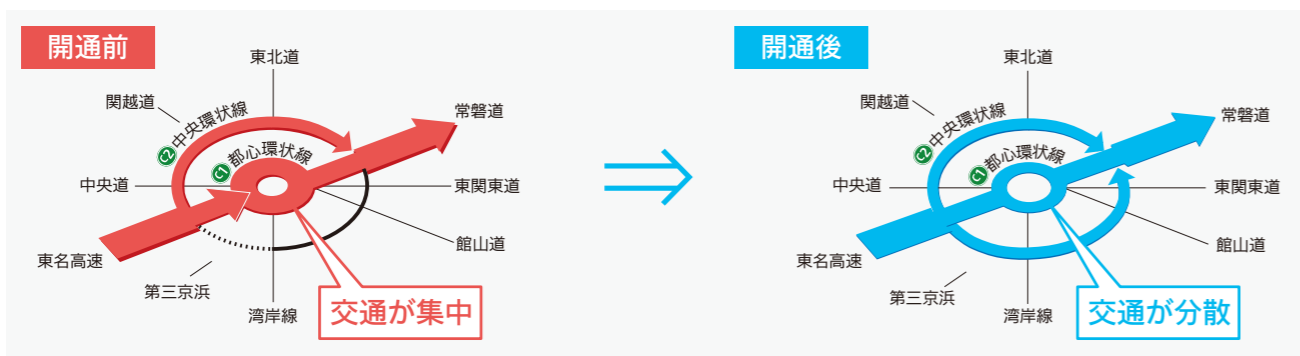 開通前
東北道
関越道
C2 中央環状線
常磐道
C1 都心環状線
中央道
東関東道
館山道
東名高速
第三京浜
湾岸線
交通が集中
開通後
東北道
関越道
C2 中央環状線
常磐道
C1 都心環状線
中央道
東関東道
館山道
東名高速
第三京浜
湾岸線
交通が分散